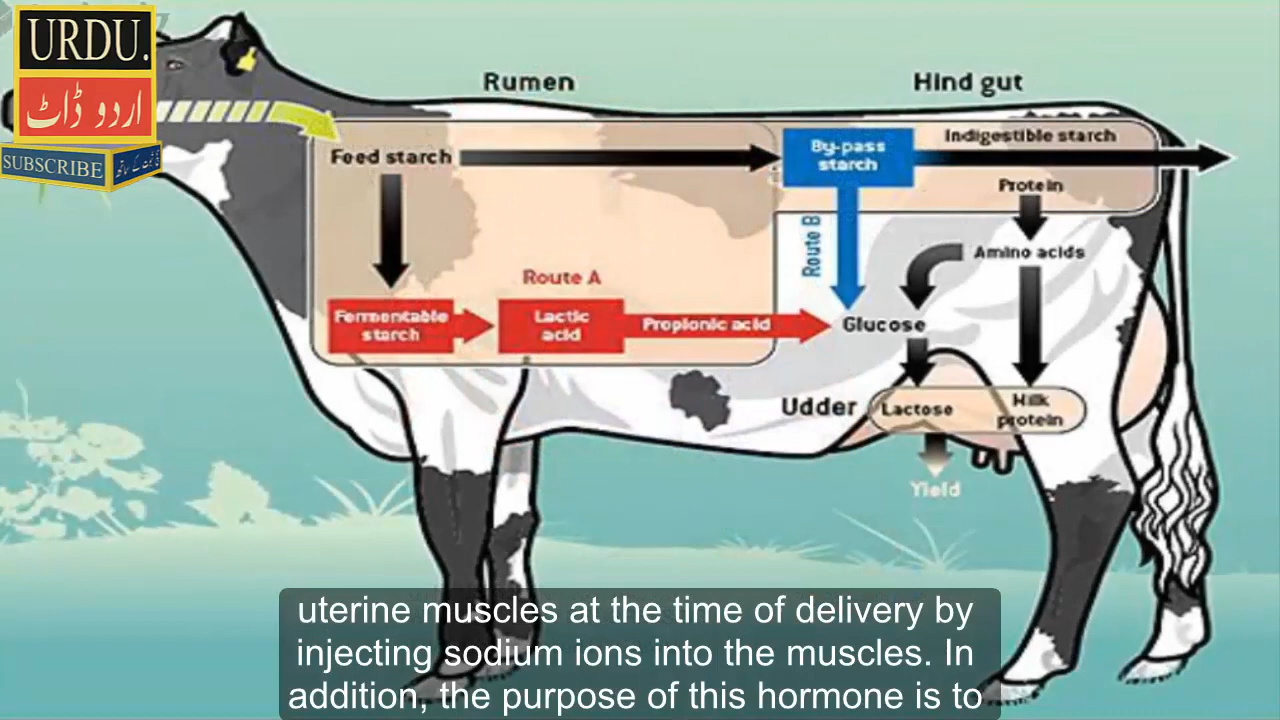 URDU.
اردو ڈاٹ
SUBSCRIBE
Rumen
Hind gut
Feed starch
By-pass
starch
Indigestible starch
Protein
Route B
Amino acids
Route A
Fermentable
starch
Lactic
acid
Propionic acid
Glucose
Udder
Lactose
Milk
protein
Yield
uterine muscles at the time of delivery by
injecting sodium ions into the muscles. In
addition, the purpose of this hormone is to